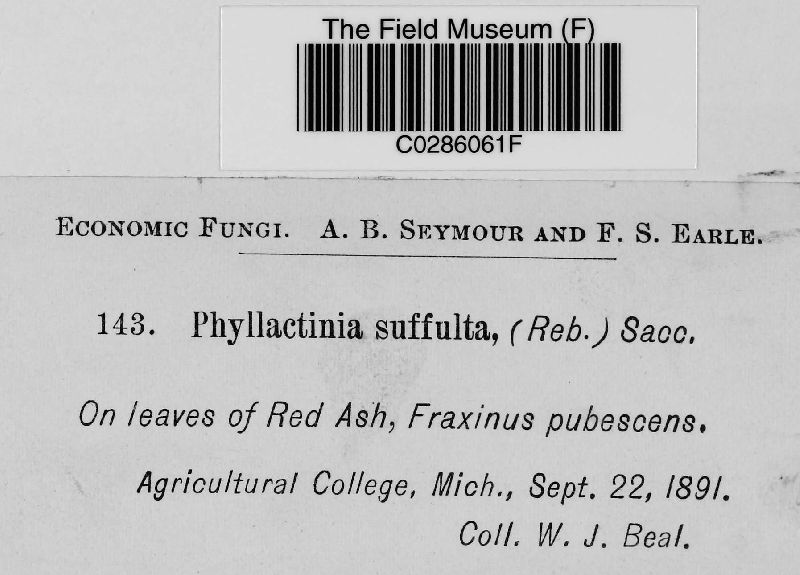 The Field Museum (F)
C0286061F
ECONOMIC FUNGI. A. B. SEYMOUR AND F. S. EARLE.
143. Phyllactinia suffulta, (Reb.) Sacc.
On leaves of Red Ash, Fraxinus pubescens.
Agricultural College, Mich., Sept. 22, 1891.
Coll. W. J. Beal.